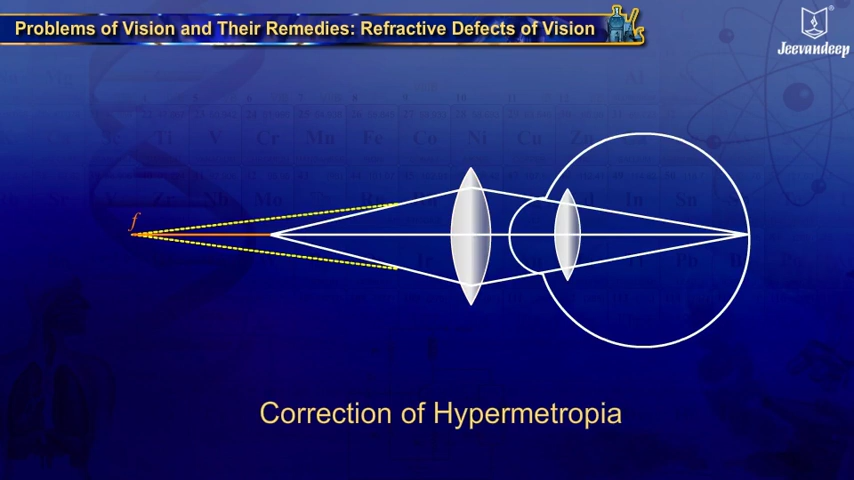 Problems of Vision and Their Remedies: Refractive Defects of Vision
Jeevandeep
f
Correction of Hypermetropia